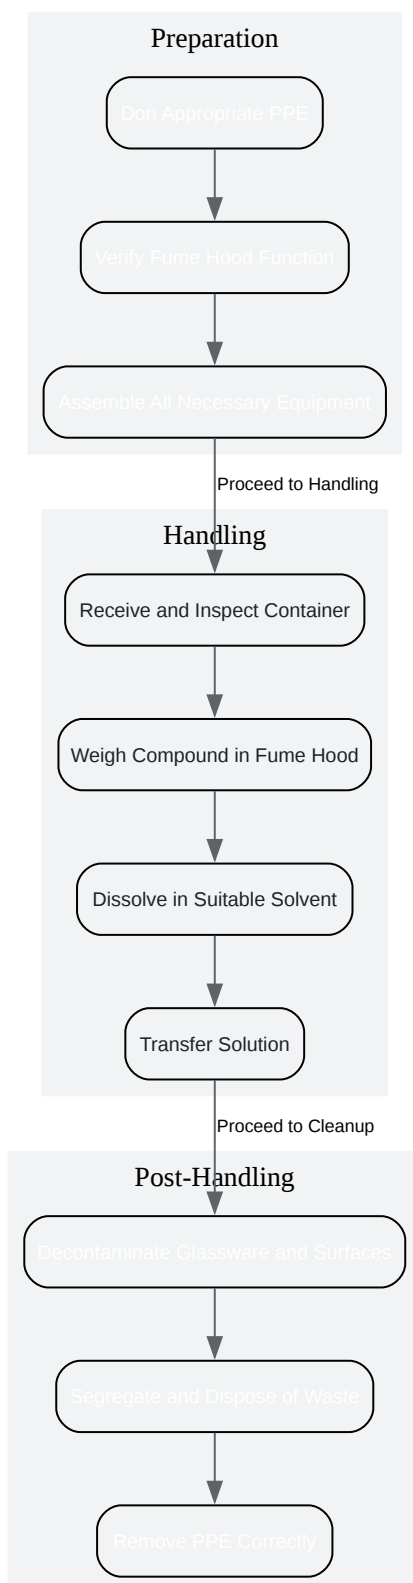 Preparation
Don Appropriate PPE
Verify Fume Hood Function
Assemble All Necessary Equipment
Proceed to Handling
Handling
Receive and Inspect Container
Weigh Compound in Fume Hood
Dissolve in Suitable Solvent
Transfer Solution
Proceed to Cleanup
Post-Handling
Decontaminate Glassware and Surfaces
Segregate and Dispose of Waste
Remove PPE Correctly